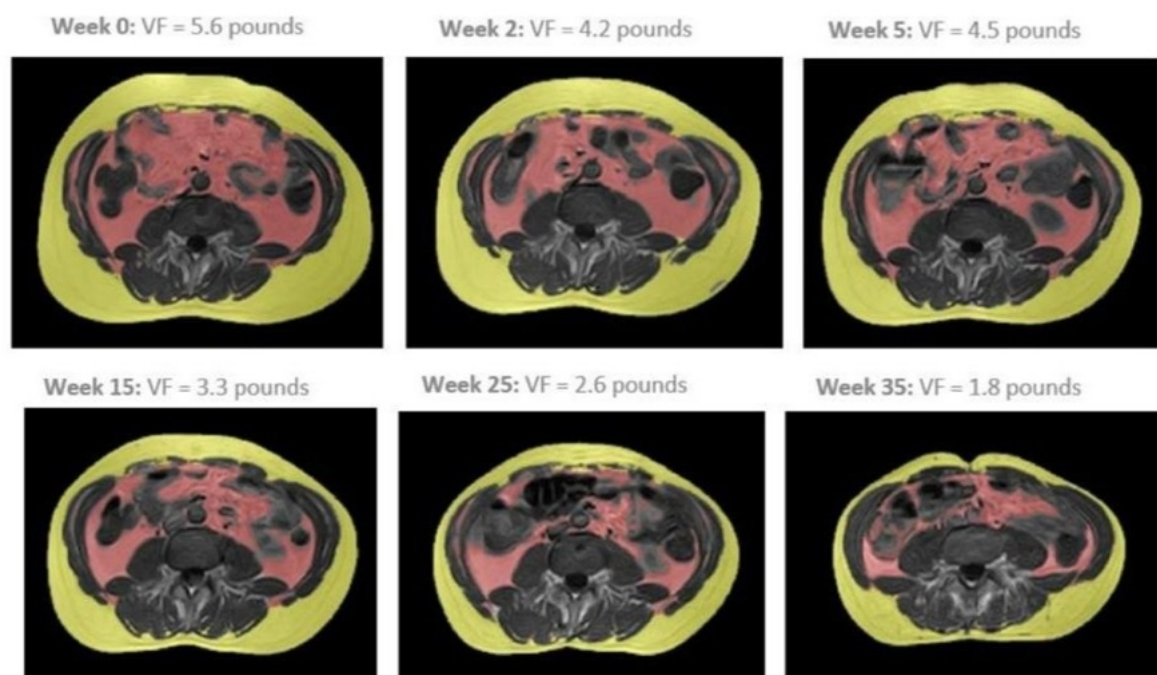 Week 0: VF = 5.6 pounds
Week 2: VF = 4.2 pounds
Week 5: VF = 4.5 pounds
Week 15: VF = 3.3 pounds
Week 25: VF = 2.6 pounds
Week 35: VF = 1.8 pounds